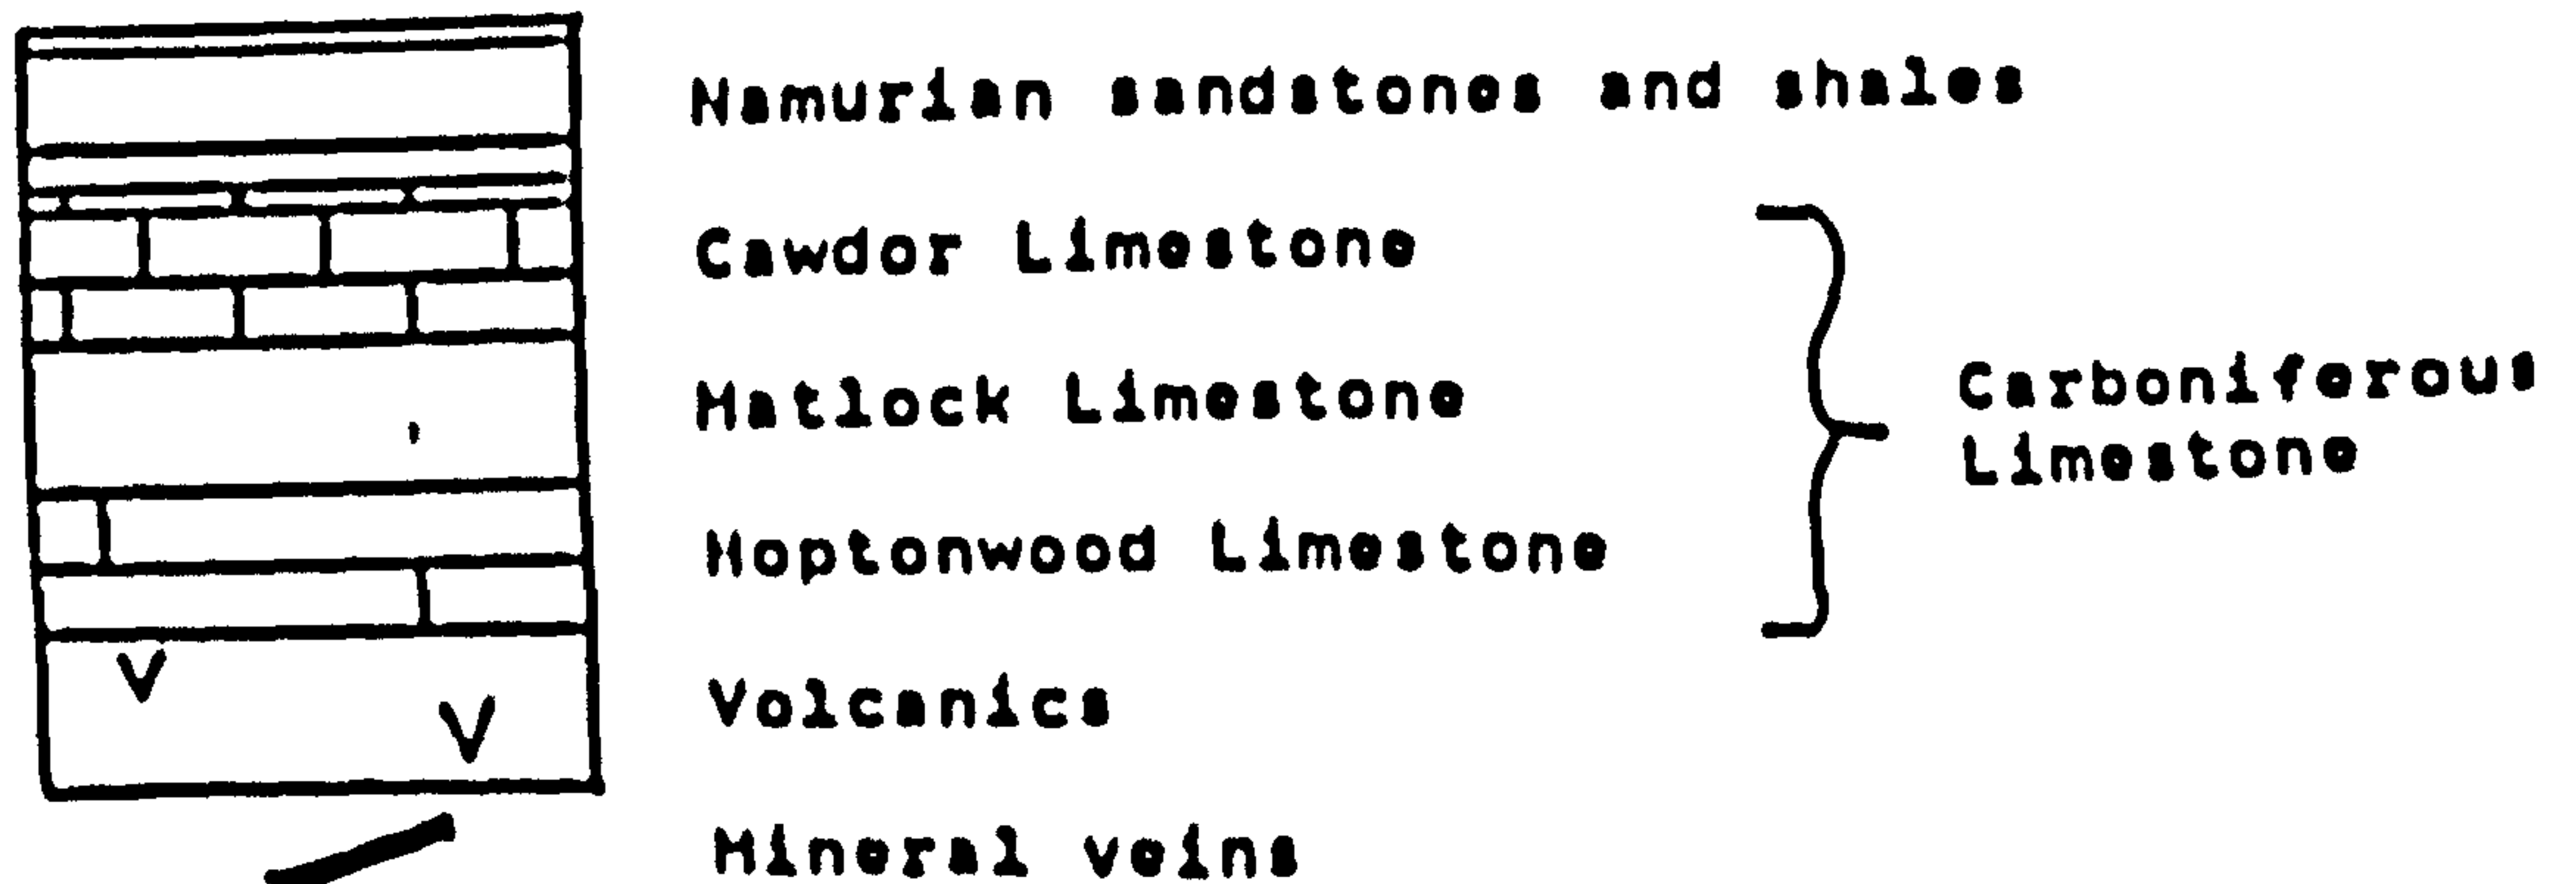 Namurian sandstones and shales
Cawdor Limestone
Matlock Limestone
Hoptonwood Limestone
Carboniferous
Limestone
V
V
Volcanics
Mineral veins